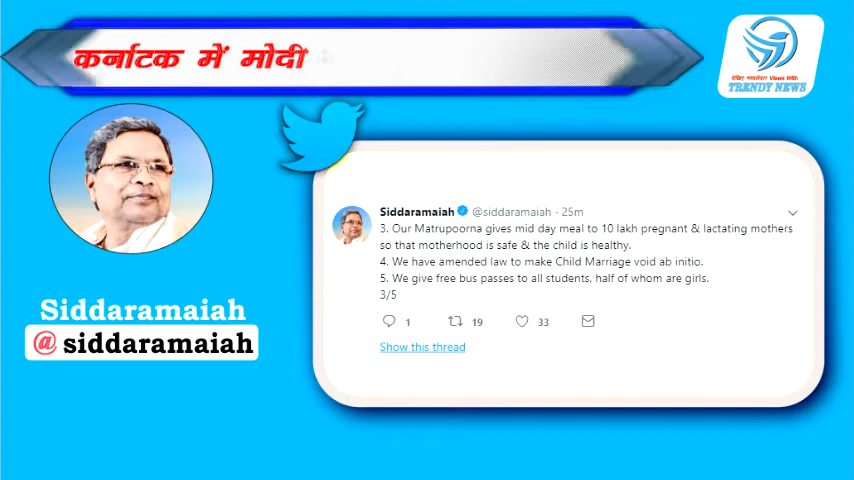 कर्नाटक में मोदी
देखिए नमस्कार Views With
TRENDY NEWS
Siddaramaiah
@siddaramaiah
Siddaramaiah @siddaramaiah · 25m
3. Our Matrupoorna gives mid day meal to 10 lakh pregnant & lactating mothers
so that motherhood is safe & the child is healthy.
4. We have amended law to make Child Marriage void ab initio.
5. We give free bus passes to all students, half of whom are girls.
3/5
1 19 33
Show this thread